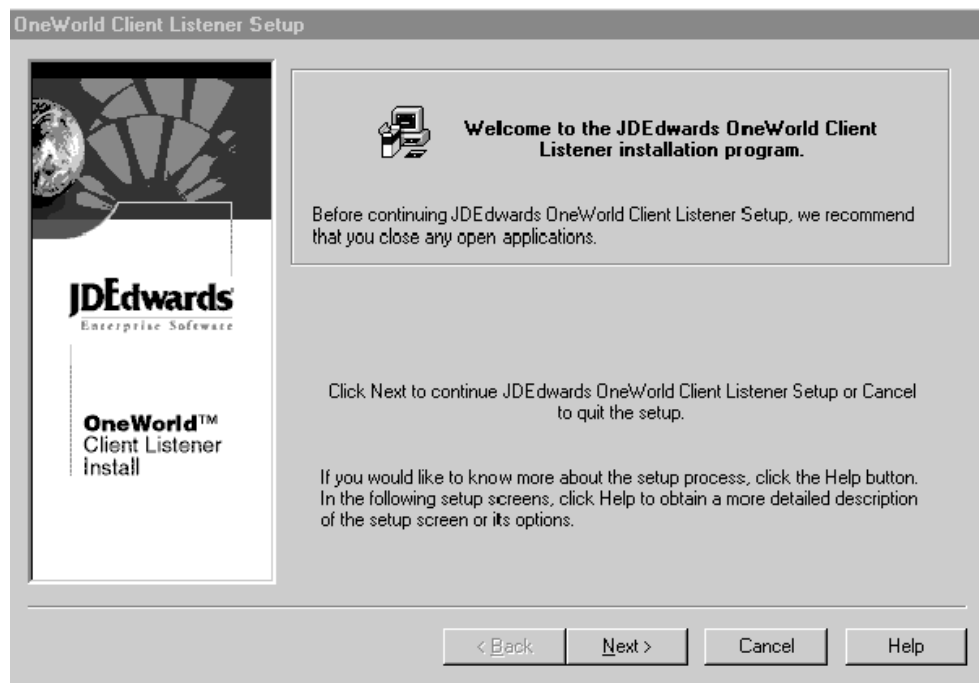 OneWorld Client Listener Setup
Welcome to the JDEdwards OneWorld Client
Listener installation program.
Before continuing JDEdwards OneWorld Client Listener Setup, we recommend
that you close any open applications.
JDEdwards
Enterprise Software
OneWorld™
Client Listener
Install
Click Next to continue JDEdwards OneWorld Client Listener Setup or Cancel
to quit the setup.
If you would like to know more about the setup process, click the Help button.
In the following setup screens, click Help to obtain a more detailed description
of the setup screen or its options.
< Back
Next >
Cancel
Help